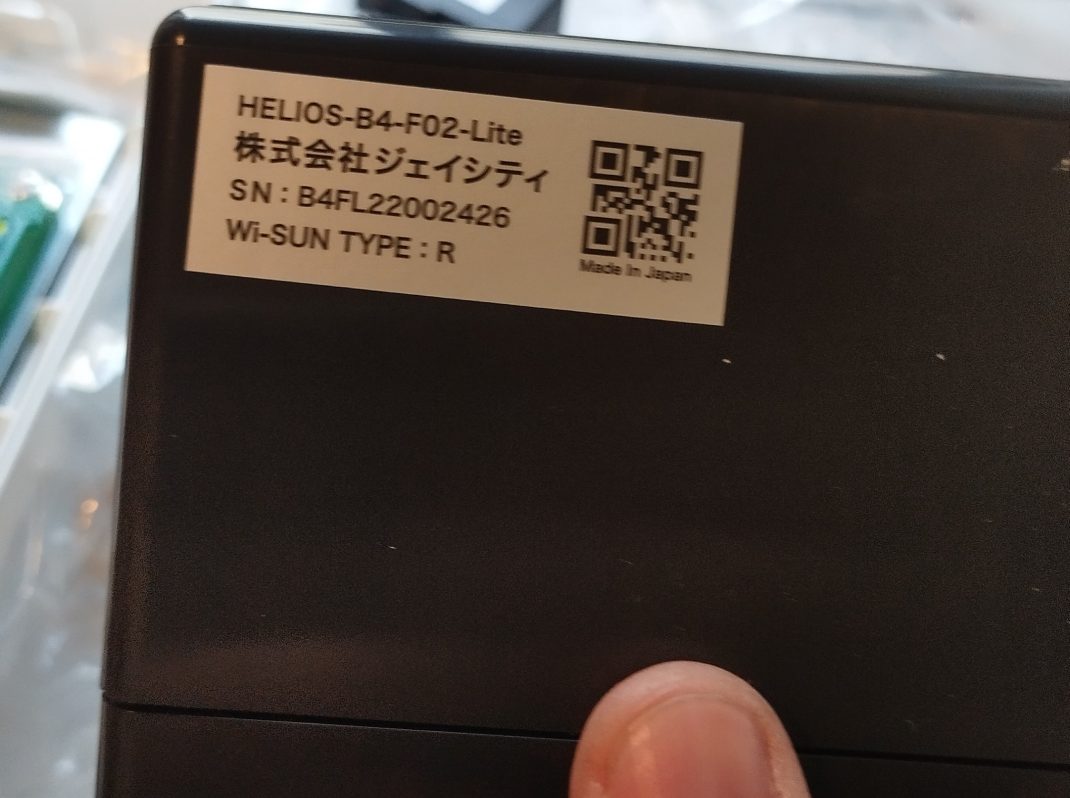 HELIOS-B4-F02-Lite
株式会社ジェイシティ
SN：B4FL22002426
Wi-SUN TYPE：R
Made In Japan